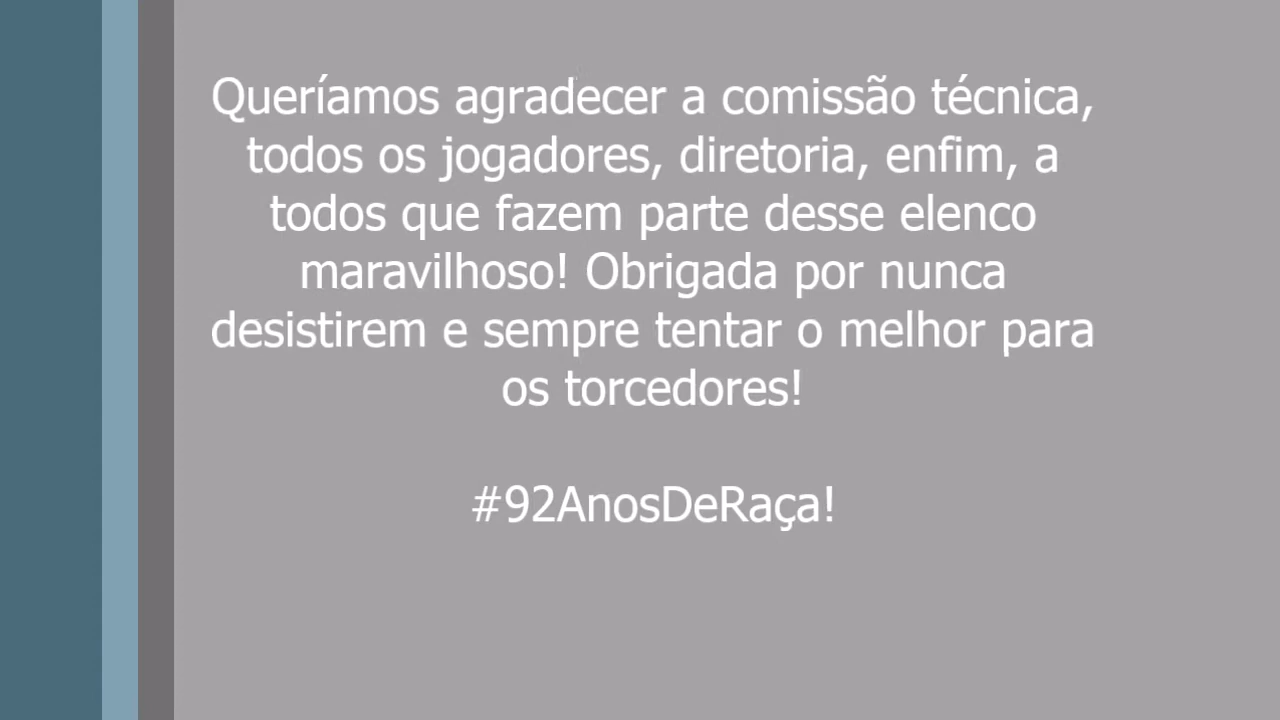 Queríamos agradecer a comissão técnica,
todos os jogadores, diretoria, enfim, a
todos que fazem parte desse elenco
maravilhoso! Obrigada por nunca
desistirem e sempre tentar o melhor para
os torcedores!
#92AnosDeRaça!